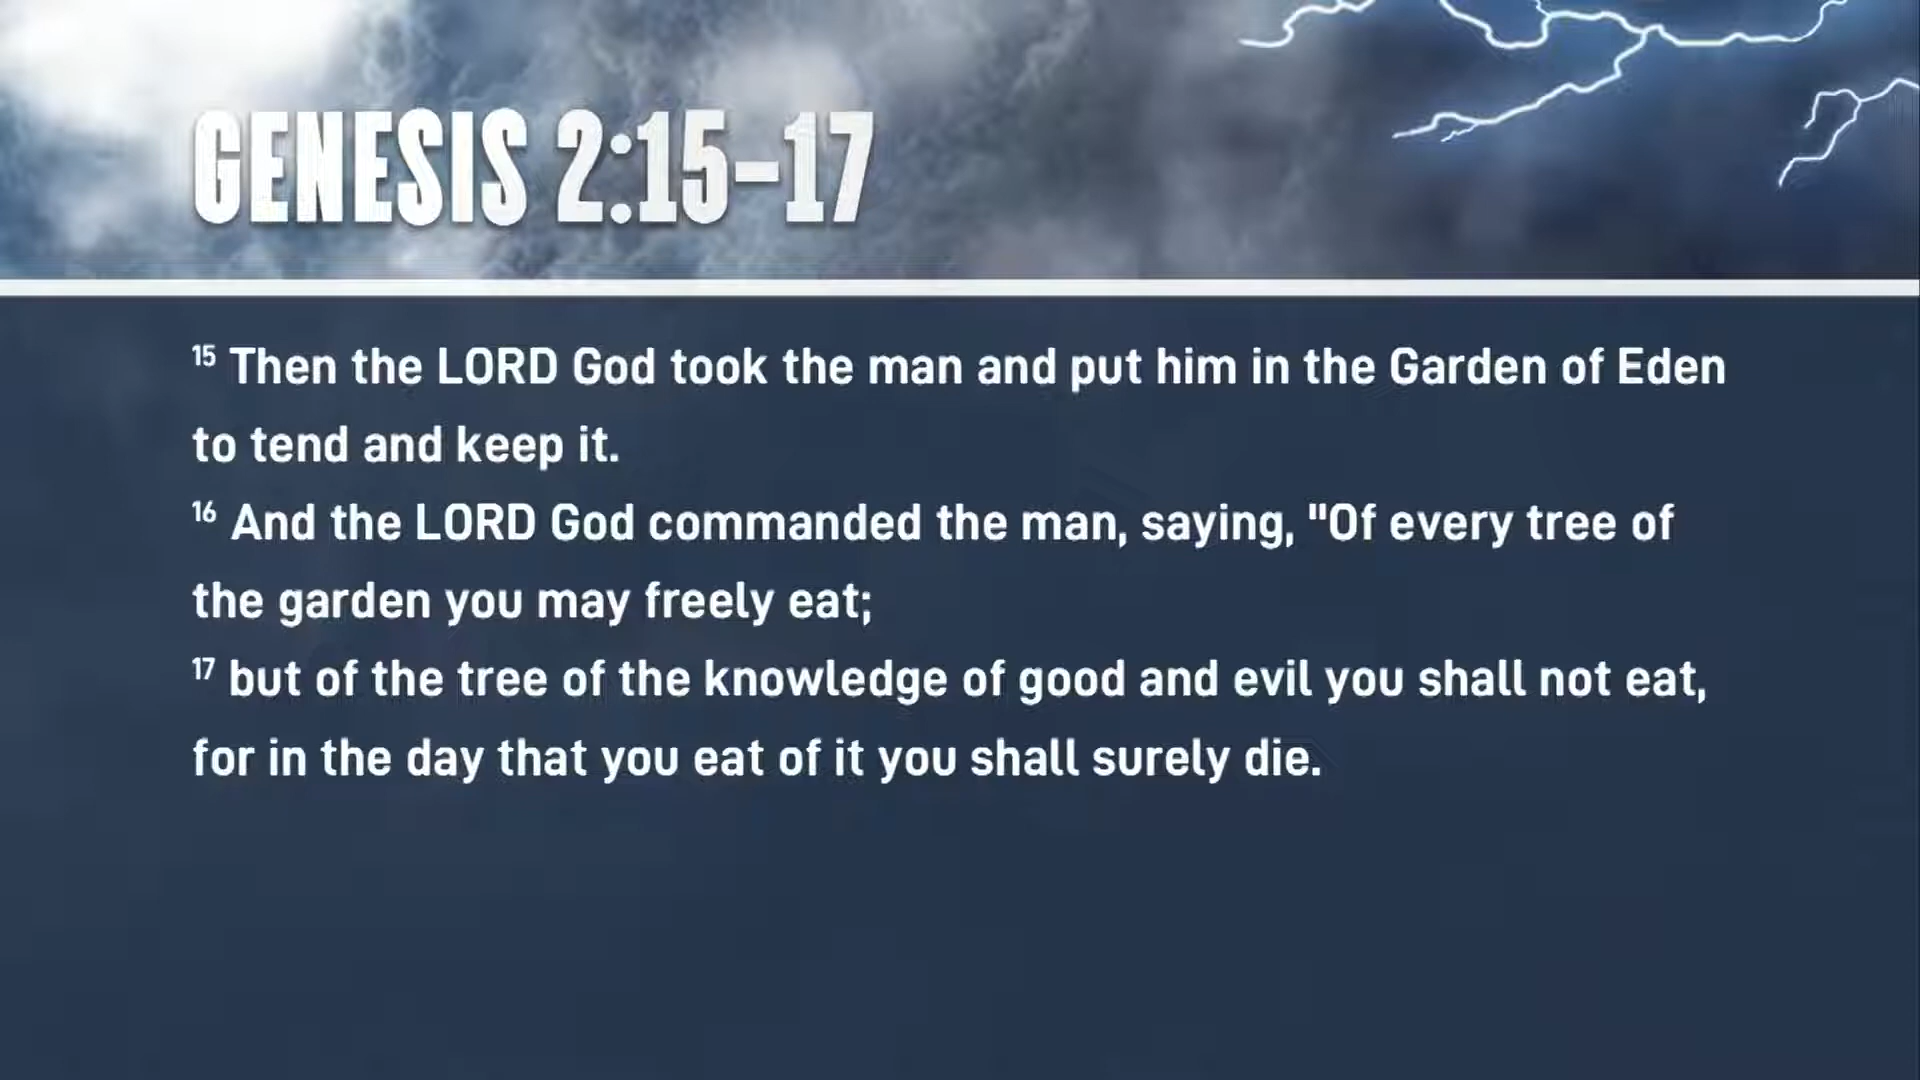 GENESIS 2:15–17
15 Then the LORD God took the man and put him in the Garden of Eden
to tend and keep it.
16 And the LORD God commanded the man, saying, "Of every tree of
the garden you may freely eat;
17 but of the tree of the knowledge of good and evil you shall not eat,
for in the day that you eat of it you shall surely die.